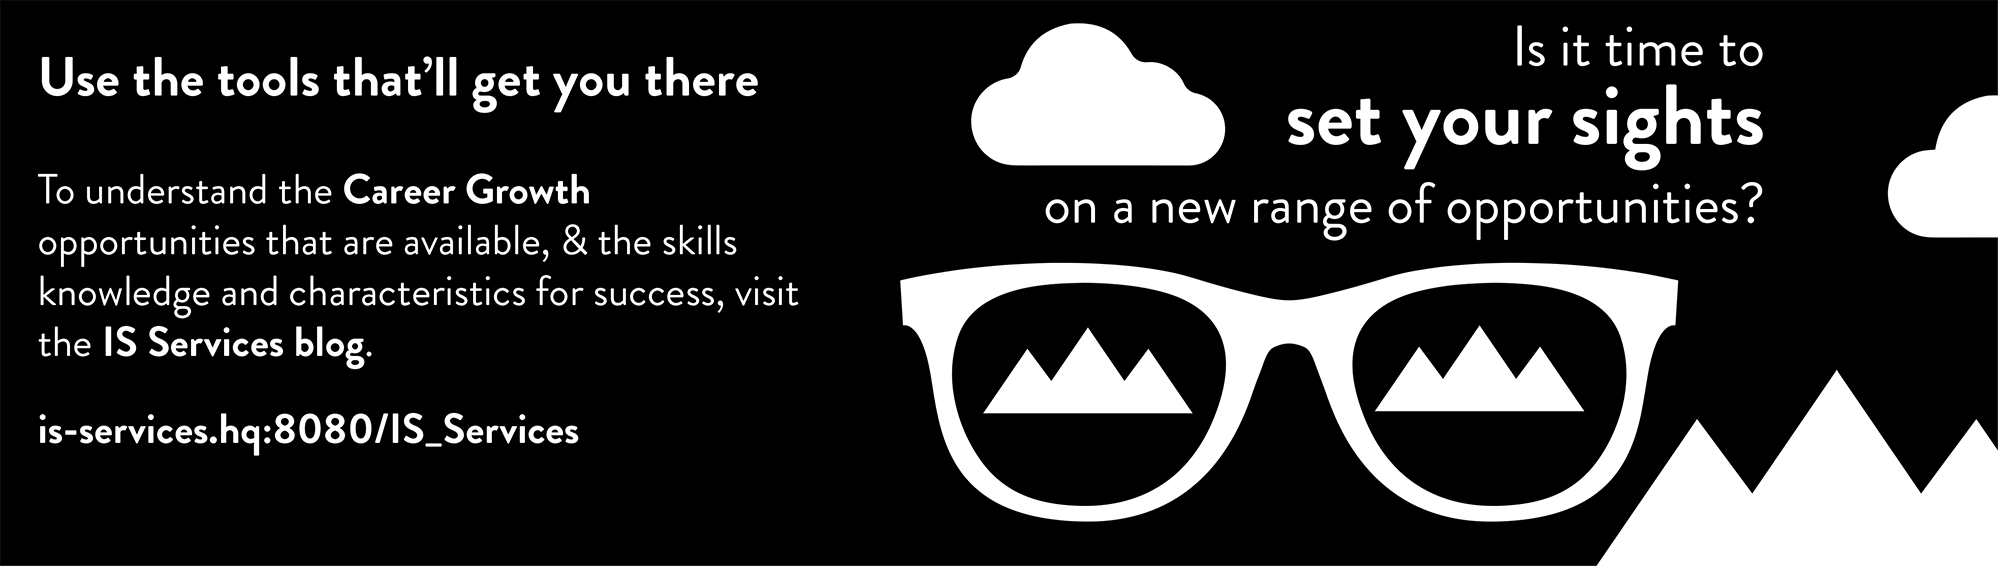 Use the tools that'll get you there
To understand the Career Growth
opportunities that are available, & the skills
knowledge and characteristics for success, visit
the IS Services blog.
is-services.hq:8080/IS_Services
Is it time to
set your sights
on a new range of opportunities?